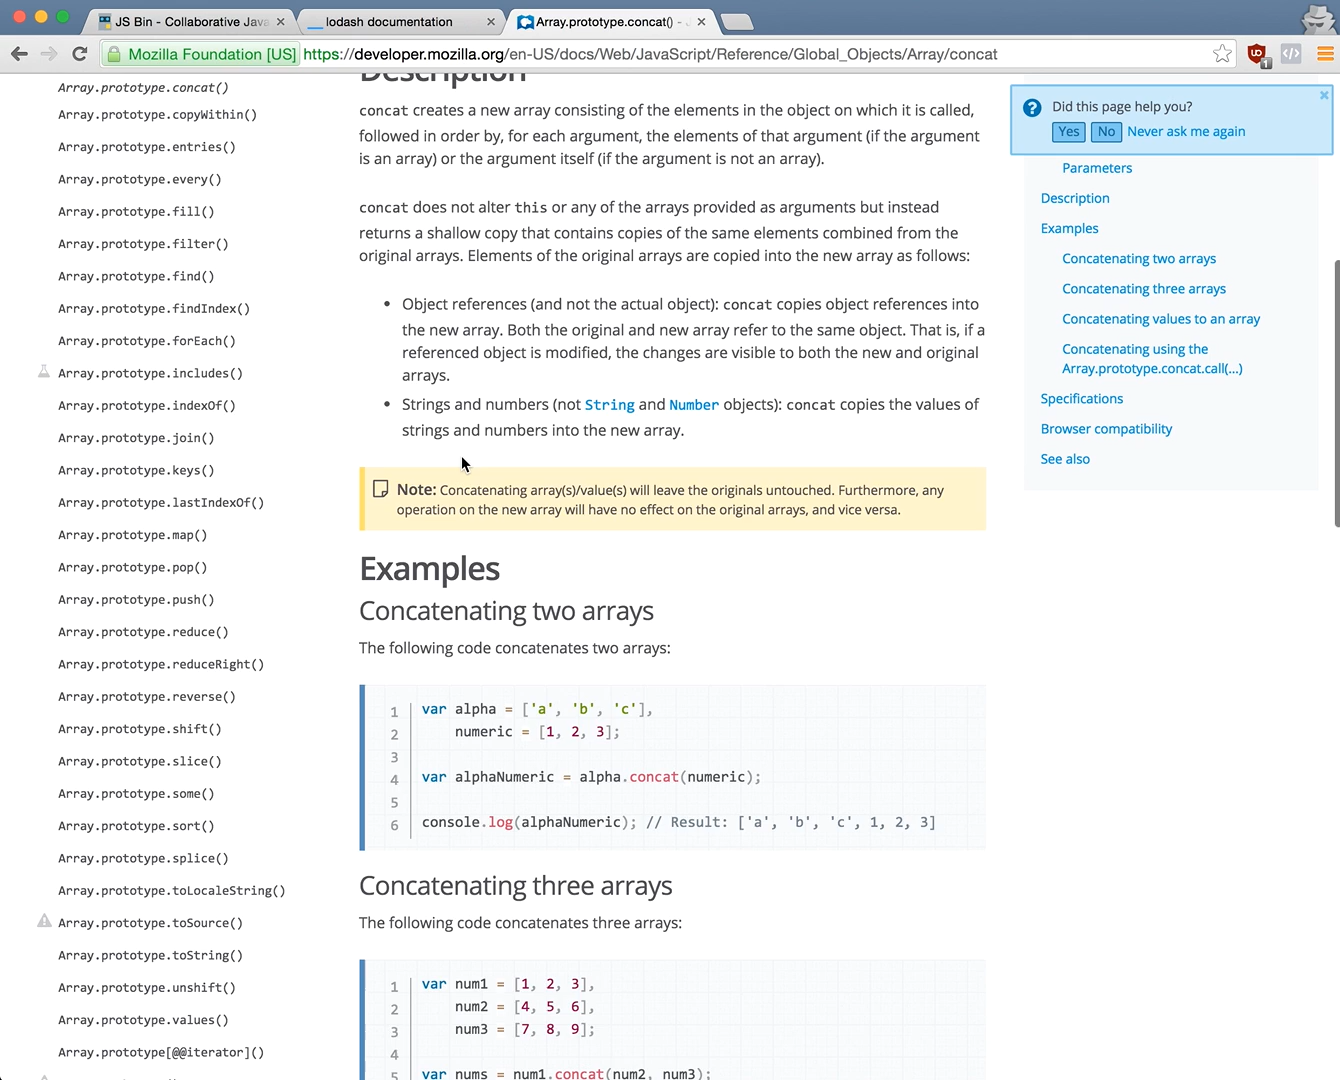 JS Bin - Collaborative Java
lodash documentation
Array.prototype.concat() -
Mozilla Foundation [US] https://developer.mozilla.org/en-US/docs/Web/JavaScript/Reference/Global_Objects/Array/concat
1
Array.prototype.concat()
Array.prototype.copyWithin()
Array.prototype.entries()
Array.prototype.every()
Array.prototype.fill()
Array.prototype.filter()
Array.prototype.find()
Array.prototype.findIndex()
Array.prototype.forEach()
Array.prototype.includes()
Array.prototype.indexOf()
Array.prototype.join()
Array.prototype.keys()
Array.prototype.lastIndexOf()
Array.prototype.map()
Array.prototype.pop()
Array.prototype.push()
Array.prototype.reduce()
Array.prototype.reduceRight()
Array.prototype.reverse()
Array.prototype.shift()
Array.prototype.slice()
Array.prototype.some()
Array.prototype.sort()
Array.prototype.splice()
Array.prototype.toLocaleString()
Array.prototype.toSource()
Array.prototype.toString()
Array.prototype.unshift()
Array.prototype.values()
Array.prototype[@@iterator]()
Description
concat creates a new array consisting of the elements in the object on which it is called,
followed in order by, for each argument, the elements of that argument (if the argument
is an array) or the argument itself (if the argument is not an array).
concat does not alter this or any of the arrays provided as arguments but instead
returns a shallow copy that contains copies of the same elements combined from the
original arrays. Elements of the original arrays are copied into the new array as follows:
• Object references (and not the actual object): concat copies object references into
the new array. Both the original and new array refer to the same object. That is, if a
referenced object is modified, the changes are visible to both the new and original
arrays.
• Strings and numbers (not String and Number objects): concat copies the values of
strings and numbers into the new array.
Note: Concatenating array(s)/value(s) will leave the originals untouched. Furthermore, any
operation on the new array will have no effect on the original arrays, and vice versa.
Examples
Concatenating two arrays
The following code concatenates two arrays:
1 var alpha = ['a', 'b', 'c'],
2 numeric = [1, 2, 3];
3
4 var alphaNumeric = alpha.concat(numeric);
5
6 console.log(alphaNumeric); // Result: ['a', 'b', 'c', 1, 2, 3]
Concatenating three arrays
The following code concatenates three arrays:
1 var num1 = [1, 2, 3],
2 num2 = [4, 5, 6],
3 num3 = [7, 8, 9];
4
5 var nums = num1.concat(num2, num3);
Did this page help you?
Yes No Never ask me again
Parameters
Description
Examples
Concatenating two arrays
Concatenating three arrays
Concatenating values to an array
Concatenating using the
Array.prototype.concat.call(...)
Specifications
Browser compatibility
See also